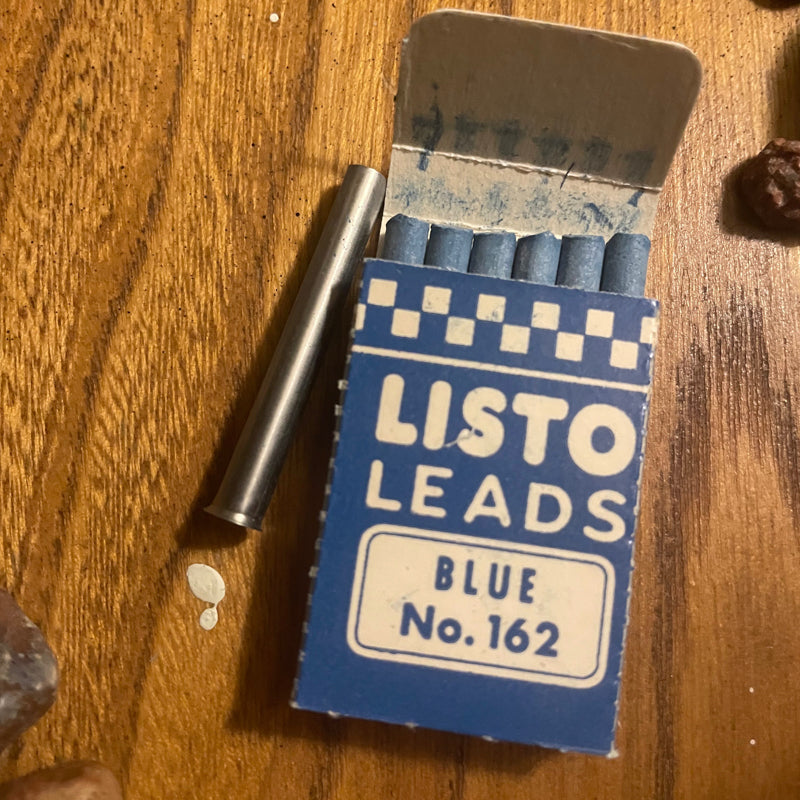 LISTO
LEADS
BLUE
No. 162